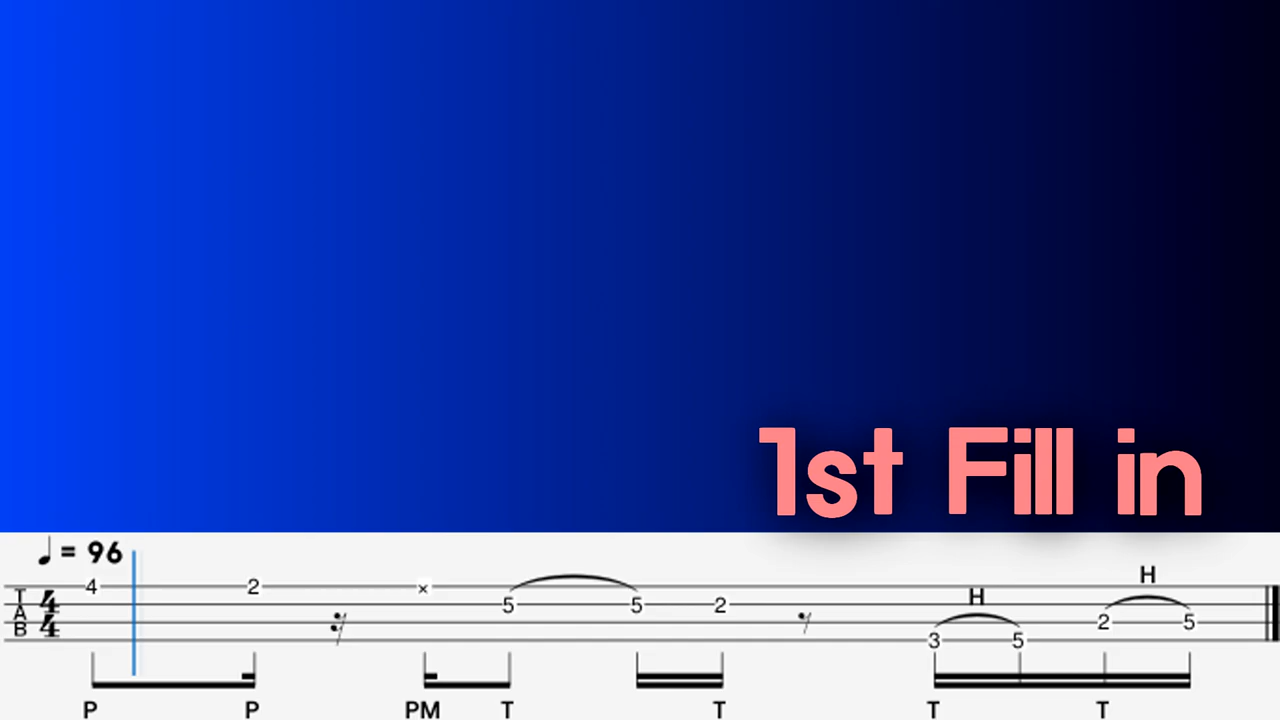 1st Fill in
♩ = 96
H
4 2 × 5 5 2 3 5 2 5
H
T
A
B
4
4
P P PM T T T T